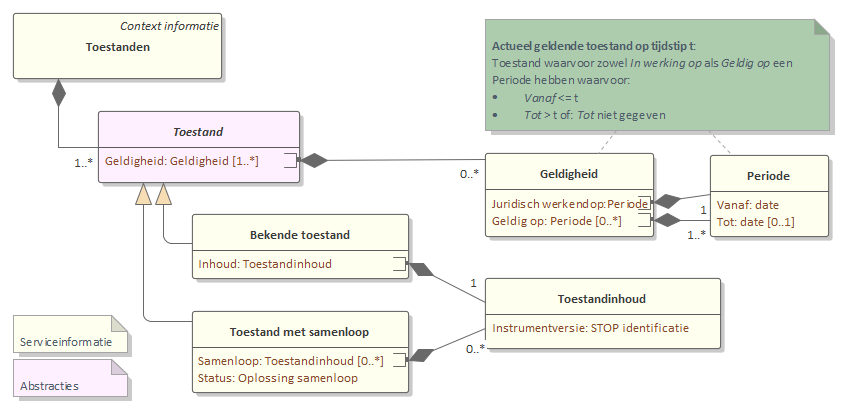 Context informatie
Toestanden
Actueel geldende toestand op tijdstip t:
Toestand waarvoor zowel In werking op als Geldig op een
Periode hebben waarvoor:
• Vanaf <= t
• Tot > t of: Tot niet gegeven
Toestand
Geldigheid: Geldigheid [1..*]
1..*
0..*
Geldigheid
Juridisch werkendop:Periode
Geldig op: Periode [0..*]
1
1..*
Periode
Vanaf: date
Tot: date [0..1]
Bekende toestand
Inhoud: Toestandinhoud
1
Toestandinhoud
Instrumentversie: STOP identificatie
Toestand met samenloop
Samenloop: Toestandinhoud [0..*]
Status: Oplossing samenloop
0..*
Serviceinformatie
Abstracties